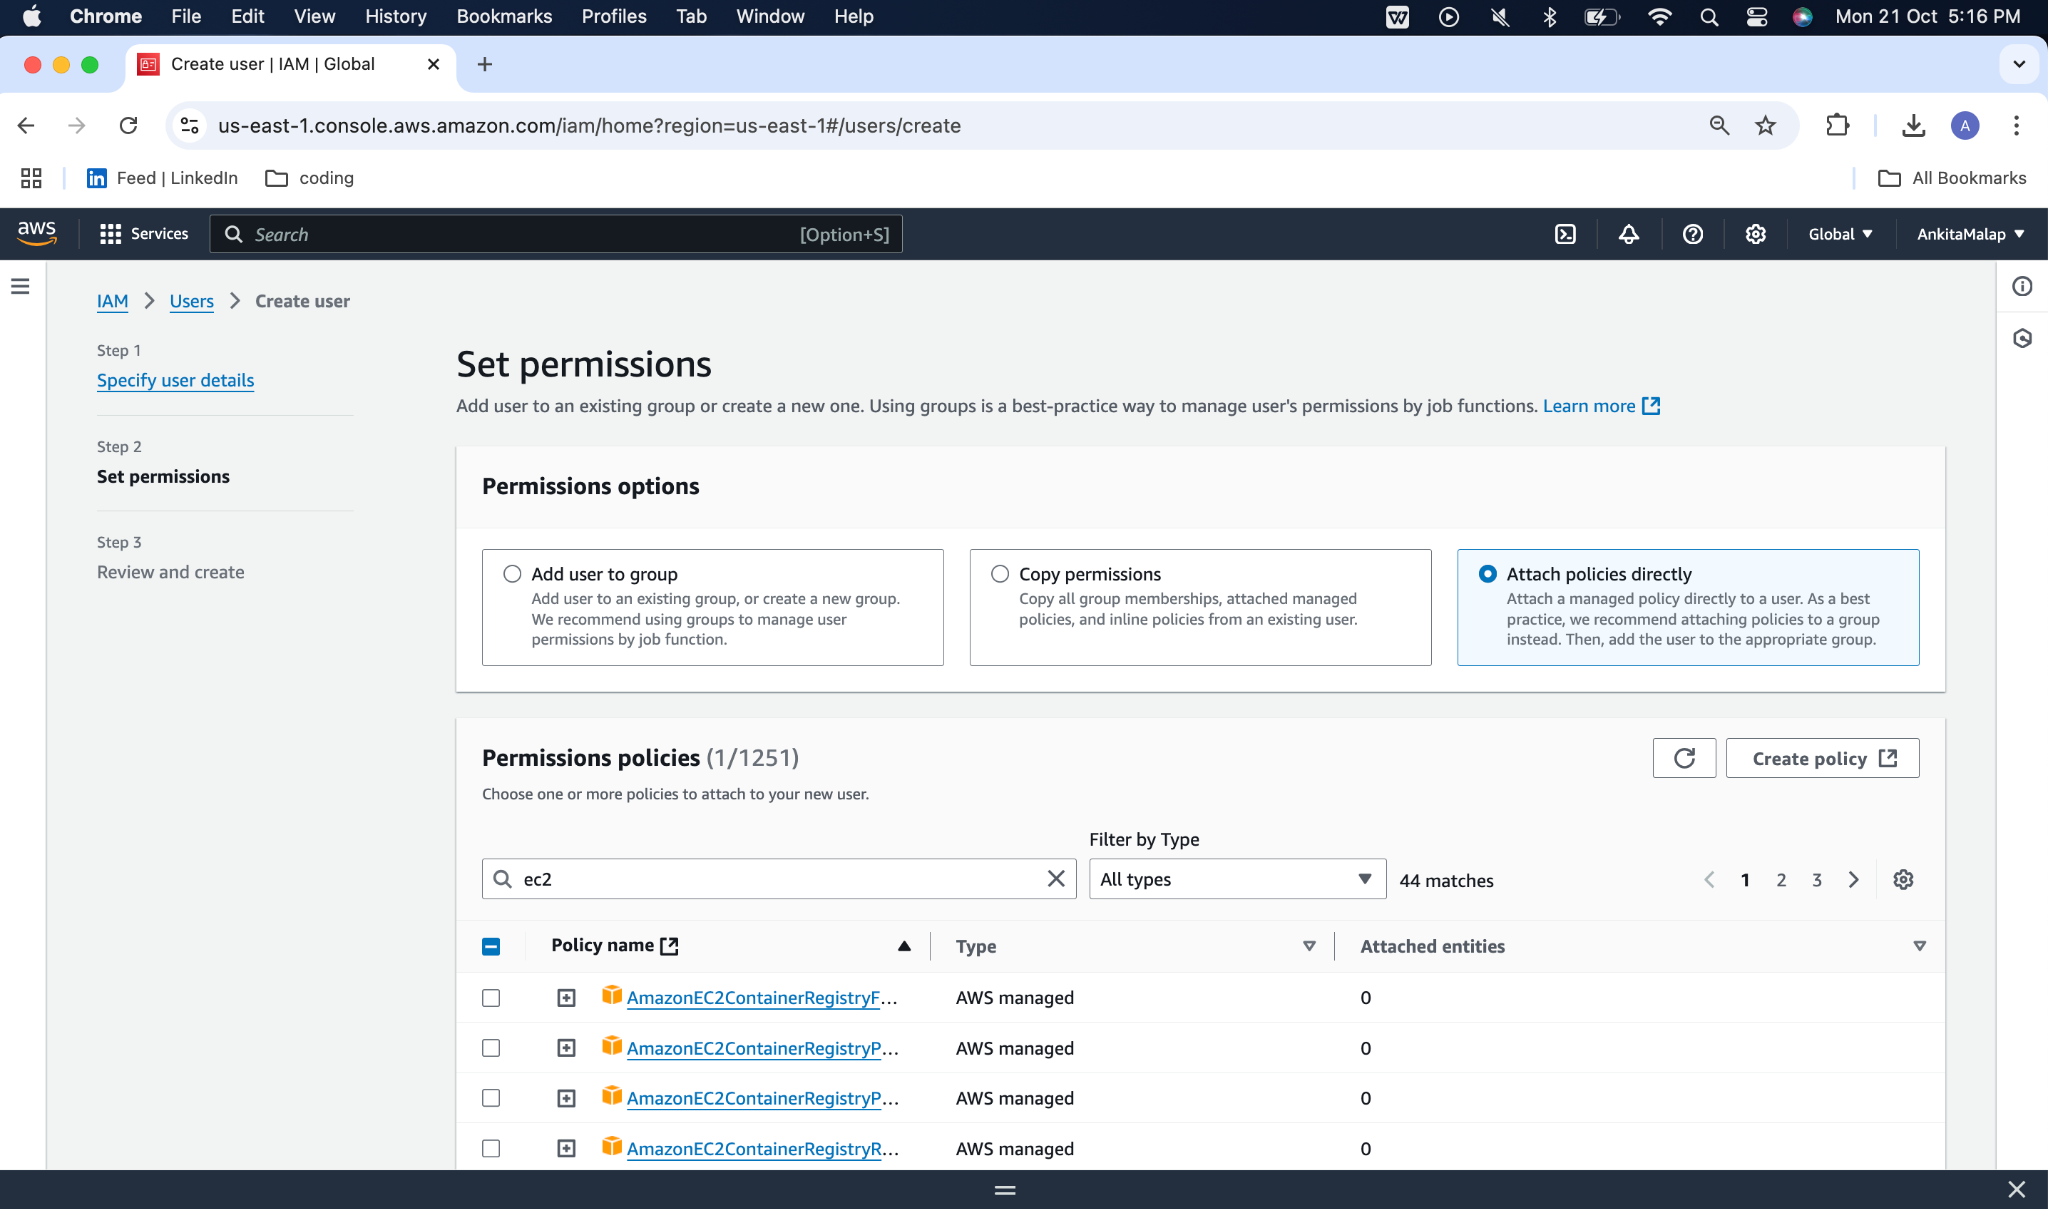 Chrome File Edit View History Bookmarks Profiles Tab Window Help Mon 21 Oct 5:16 PM
Create user | IAM | Global
us-east-1.console.aws.amazon.com/iam/home?region=us-east-1#/users/create A
Feed | LinkedIn coding All Bookmarks
aws Services Search [Option+S] Global AnkitaMalap
IAM Users Create user
Step 1
Specify user details
Step 2
Set permissions
Step 3
Review and create
Set permissions
Add user to an existing group or create a new one. Using groups is a best-practice way to manage user's permissions by job functions. Learn more
Permissions options
Add user to group
Add user to an existing group, or create a new group.
We recommend using groups to manage user
permissions by job function.
Copy permissions
Copy all group memberships, attached managed
policies, and inline policies from an existing user.
Attach policies directly
Attach a managed policy directly to a user. As a best
practice, we recommend attaching policies to a group
instead. Then, add the user to the appropriate group.
Permissions policies (1/1251)
Create policy
Choose one or more policies to attach to your new user.
Filter by Type
ec2 All types 44 matches 1 2 3
Policy name Type Attached entities
AmazonEC2ContainerRegistryF... AWS managed 0
AmazonEC2ContainerRegistryP... AWS managed 0
AmazonEC2ContainerRegistryP... AWS managed 0
AmazonEC2ContainerRegistryR... AWS managed 0